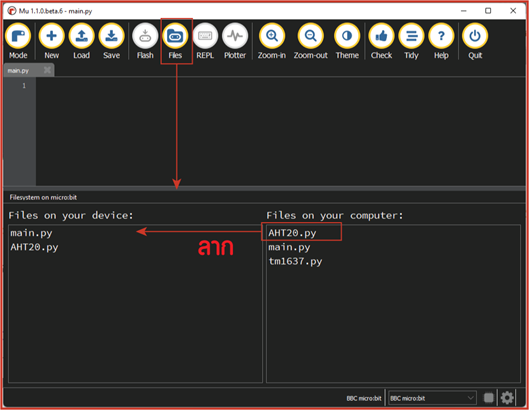 Mu 1.1.0.beta.6 - main.py
Mode New Load Save Flash Files REPL Plotter Zoom-in Zoom-out Theme Check Tidy Help Quit
main.py
1
Filesystem on micro:bit
Files on your device: Files on your computer:
main.py AHT20.py
AHT20.py main.py
tm1637.py
ลาก
BBC micro:bit BBC micro:bit